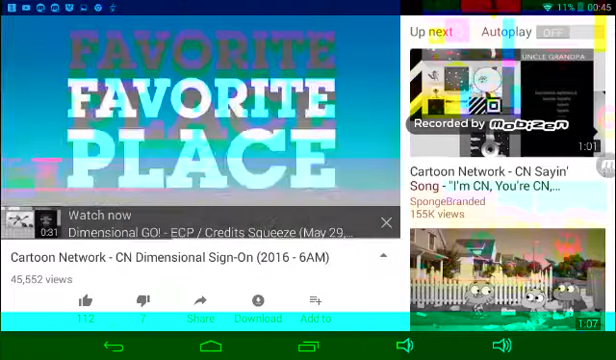 11% 00:45
FAVORITE
FAVORITE
PLACE
Watch now
0:31
Dimensional GO! - ECP / Credits Squeeze (May 29,...
Cartoon Network - CN Dimensional Sign-On (2016 - 6AM)
45,552 views
112
7
Share
Download
Add to
Up next
Autoplay
OFF
UNCLE GRANDPA
Recorded by mobizen
1:01
Cartoon Network - CN Sayin'
Song - "I'm CN, You're CN,...
SpongeBranded
155K views
1:07